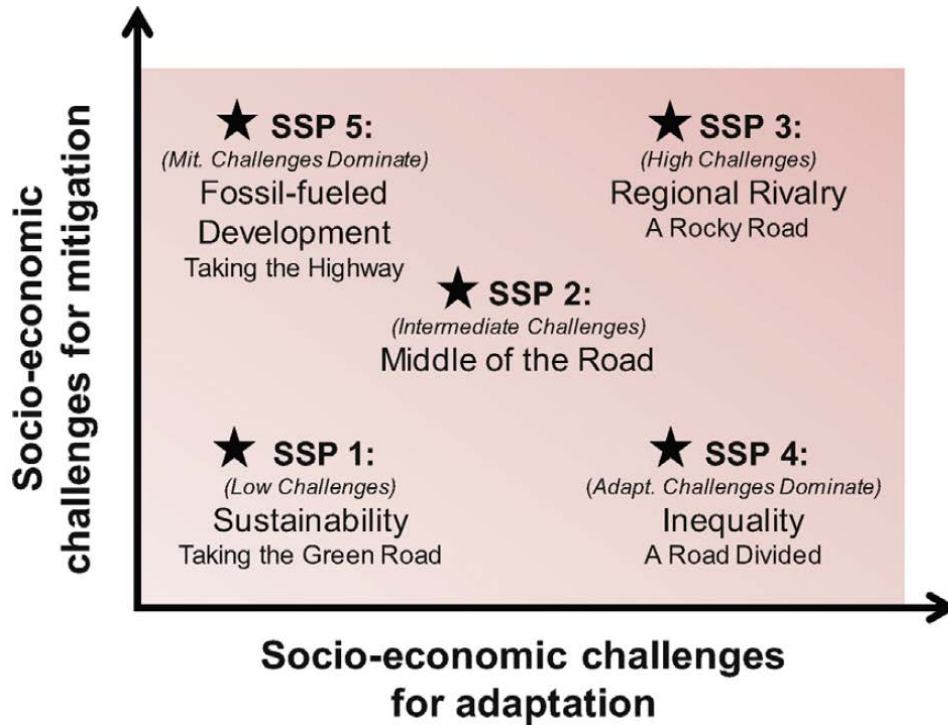 Socio-economic
challenges for mitigation
SSP 5:
(Mit. Challenges Dominate)
Fossil-fueled
Development
Taking the Highway
SSP 3:
(High Challenges)
Regional Rivalry
A Rocky Road
SSP 2:
(Intermediate Challenges)
Middle of the Road
SSP 1:
(Low Challenges)
Sustainability
Taking the Green Road
SSP 4:
(Adapt. Challenges Dominate)
Inequality
A Road Divided
Socio-economic challenges
for adaptation